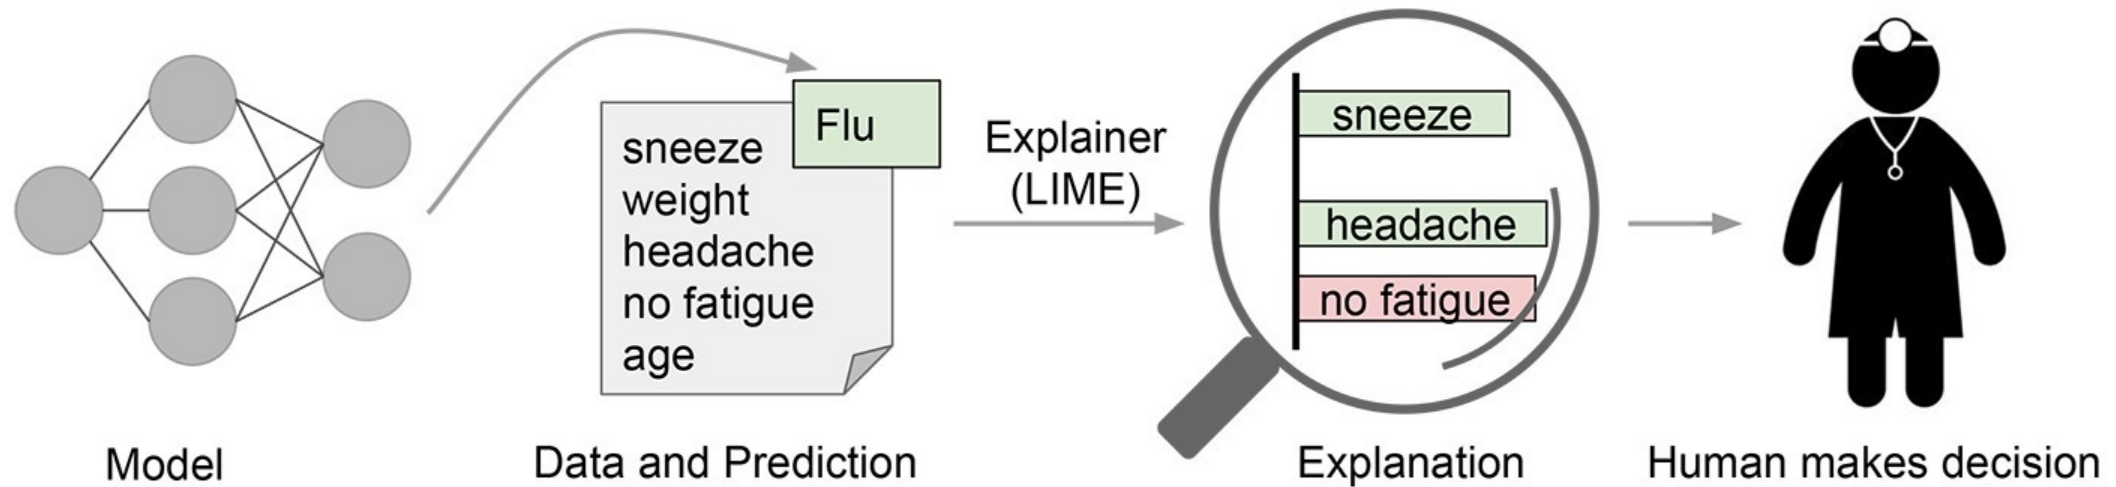 Flu
sneeze
weight
headache
no fatigue
age
Explainer
(LIME)
sneeze
headache
no fatigue
Model
Data and Prediction
Explanation
Human makes decision